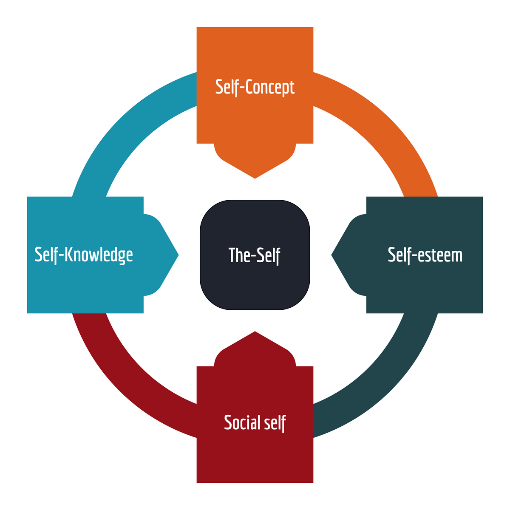 Self-Concept
Self-Knowledge
The-Self
Self-esteem
Social self